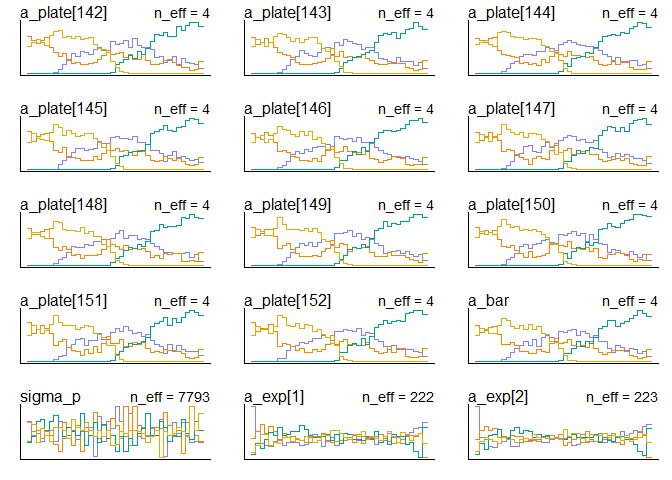 a_plate[142] n_eff = 4 a_plate[143] n_eff = 4 a_plate[144] n_eff = 4
a_plate[145] n_eff = 4 a_plate[146] n_eff = 4 a_plate[147] n_eff = 4
a_plate[148] n_eff = 4 a_plate[149] n_eff = 4 a_plate[150] n_eff = 4
a_plate[151] n_eff = 4 a_plate[152] n_eff = 4 a_bar n_eff = 4
sigma_p n_eff = 7793 a_exp[1] n_eff = 222 a_exp[2] n_eff = 223